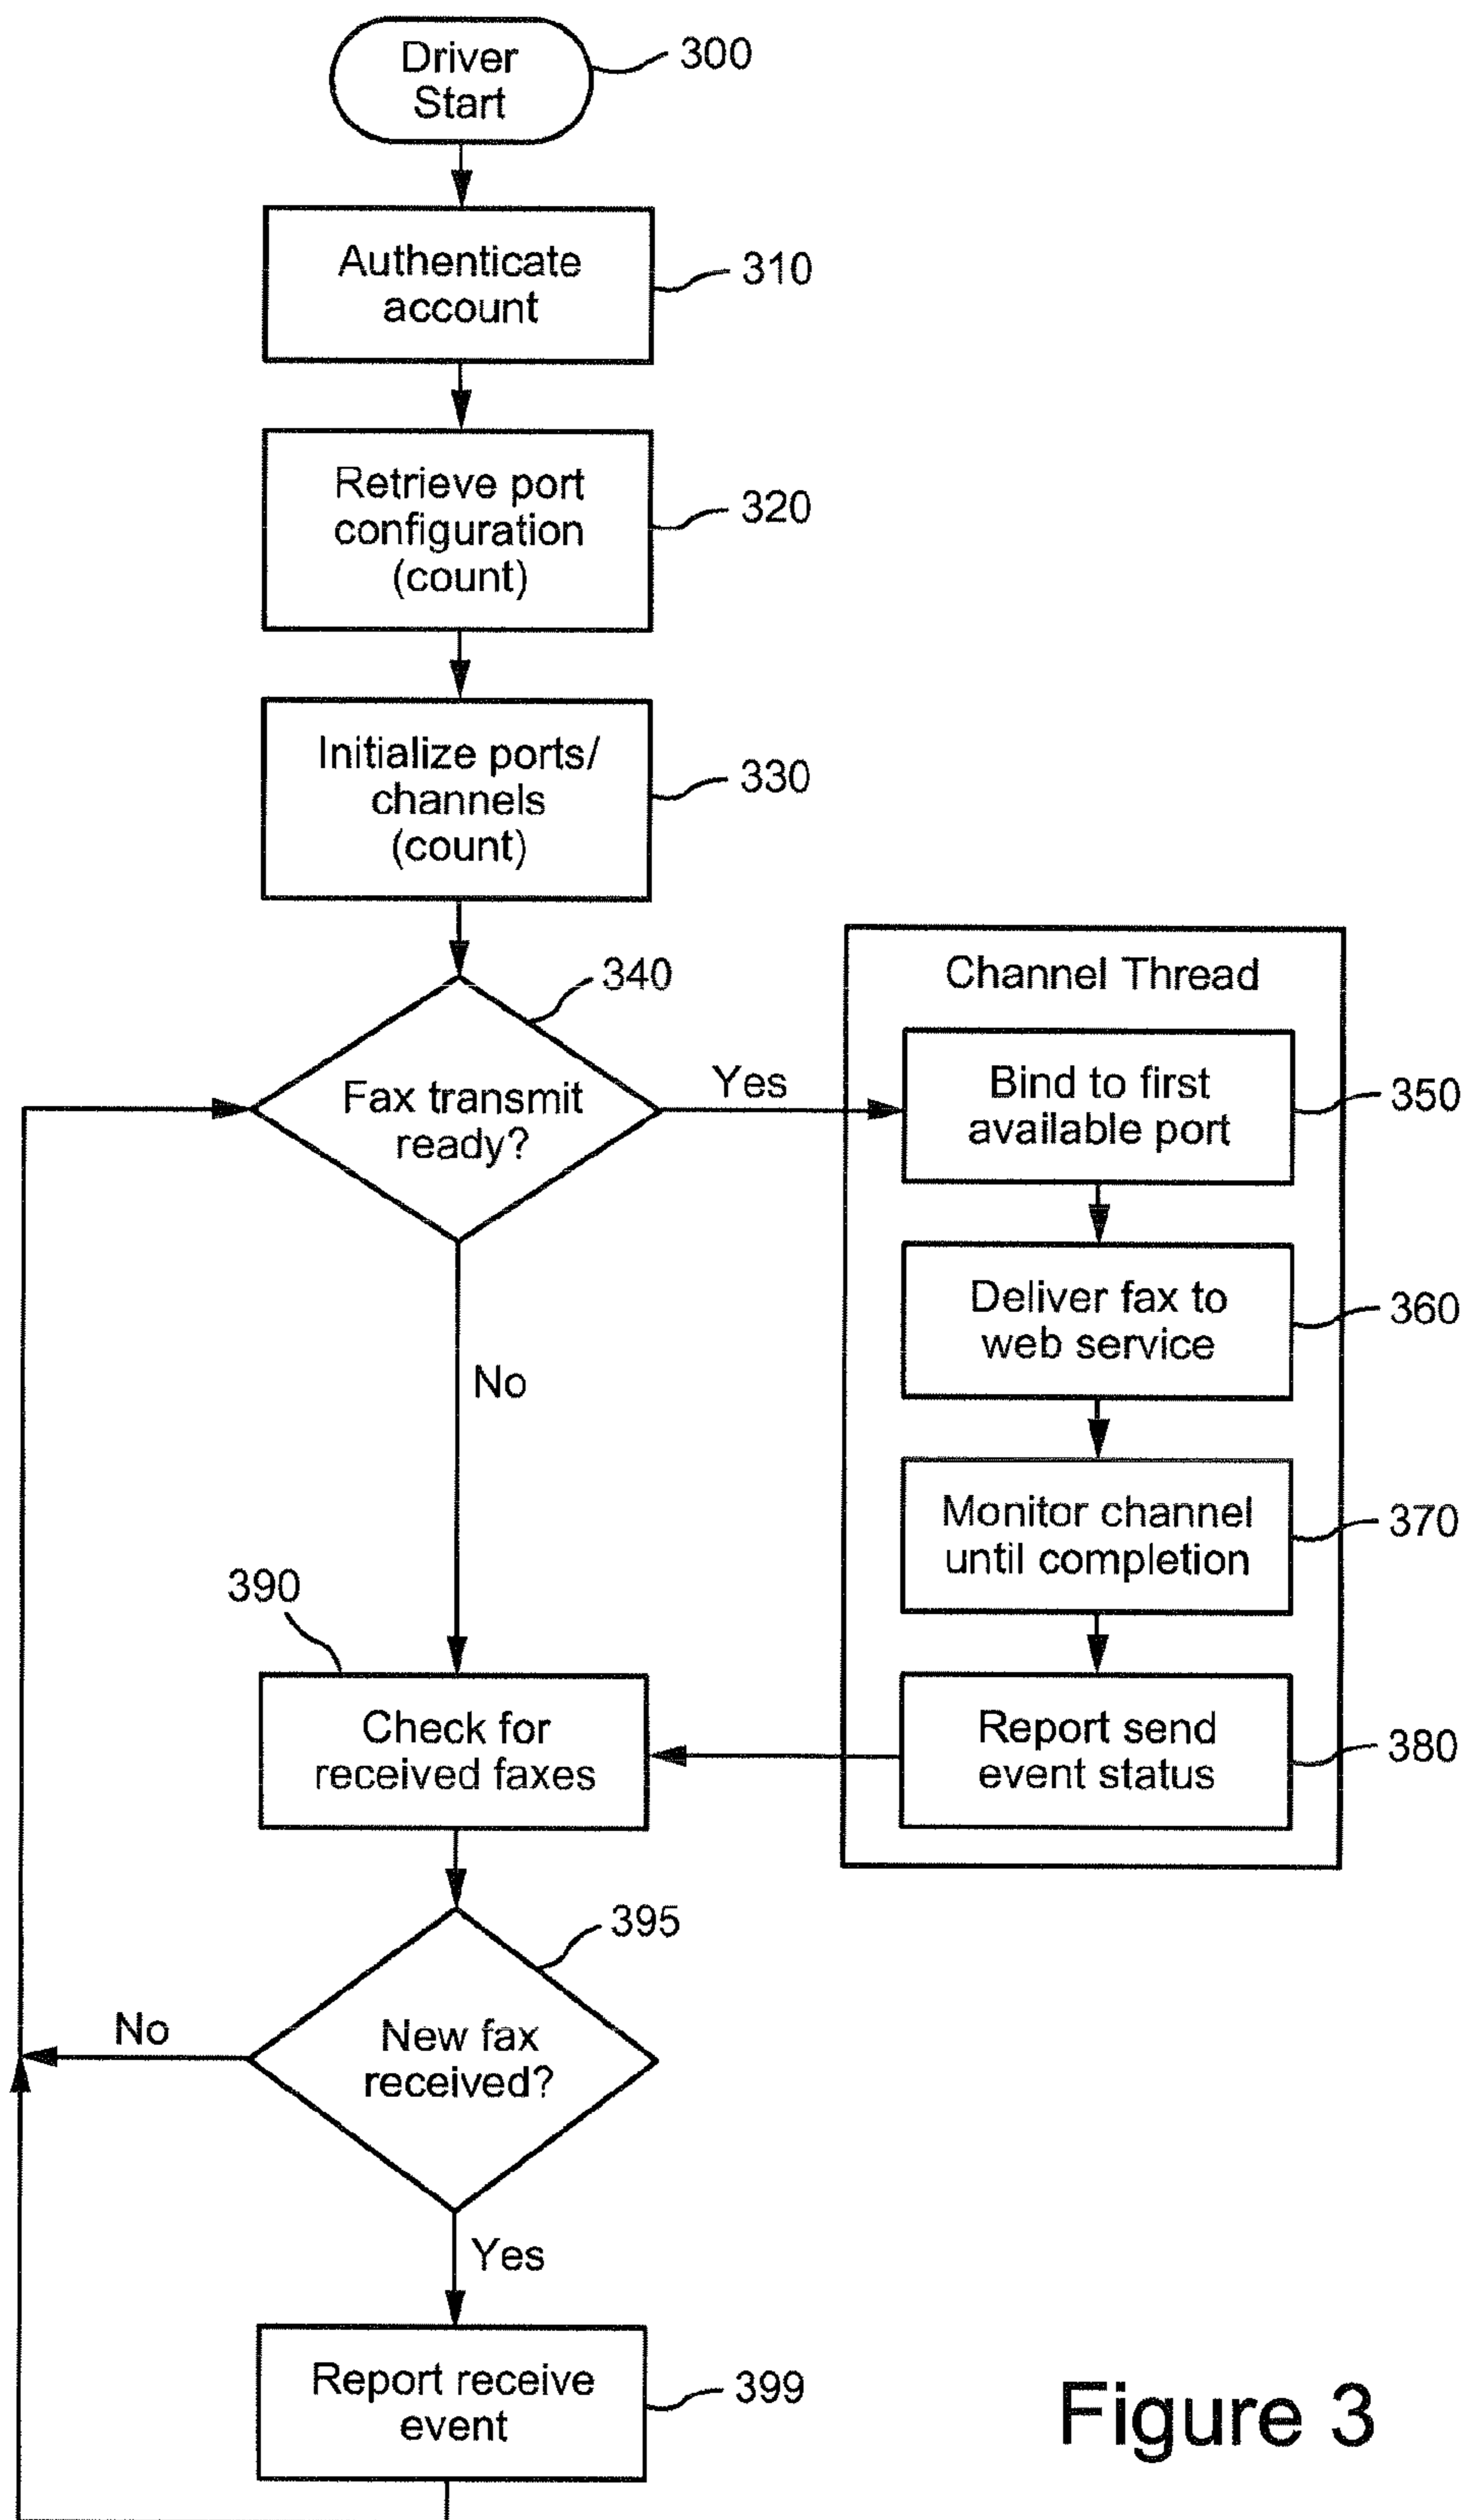 Driver
Start
300
Authenticate
account
310
Retrieve port
configuration
(count)
320
Initialize ports/
channels
(count)
330
340
Fax transmit
ready?
Yes
No
Channel Thread
Bind to first
available port
350
Deliver fax to
web service
360
Monitor channel
until completion
370
Report send
event status
380
390
Check for
received faxes
395
New fax
received?
No
Yes
Report receive
event
399
Figure 3